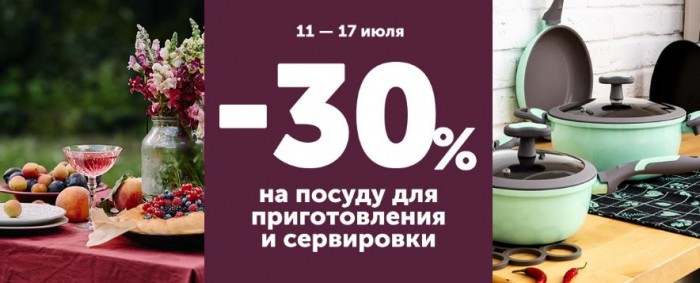 11 — 17 июля
-30%
на посуду для
приготовления
и сервировки